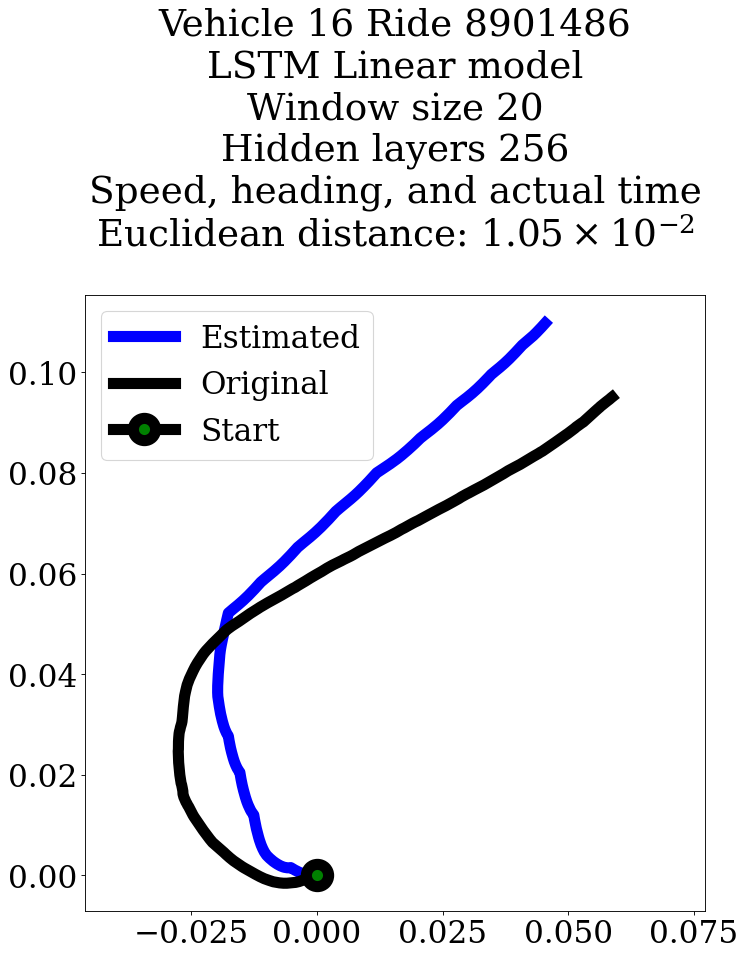 Vehicle 16 Ride 8901486
LSTM Linear model
Window size 20
Hidden layers 256
Speed, heading, and actual time
Euclidean distance: 1.05 × 10⁻²
Estimated
Original
Start
0.10
0.08
0.06
0.04
0.02
0.00
−0.025 0.000 0.025 0.050 0.075